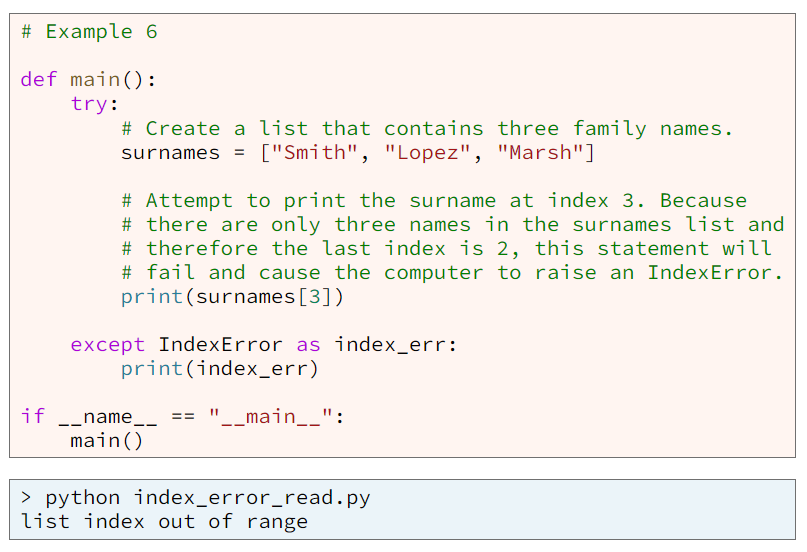 # Example 6
def main():
    try:
        # Create a list that contains three family names.
        surnames = ["Smith", "Lopez", "Marsh"]
        # Attempt to print the surname at index 3. Because
        # there are only three names in the surnames list and
        # therefore the last index is 2, this statement will
        # fail and cause the computer to raise an IndexError.
        print(surnames[3])
    except IndexError as index_err:
        print(index_err)
if __name__ == "__main__":
    main()
> python index_error_read.py
list index out of range